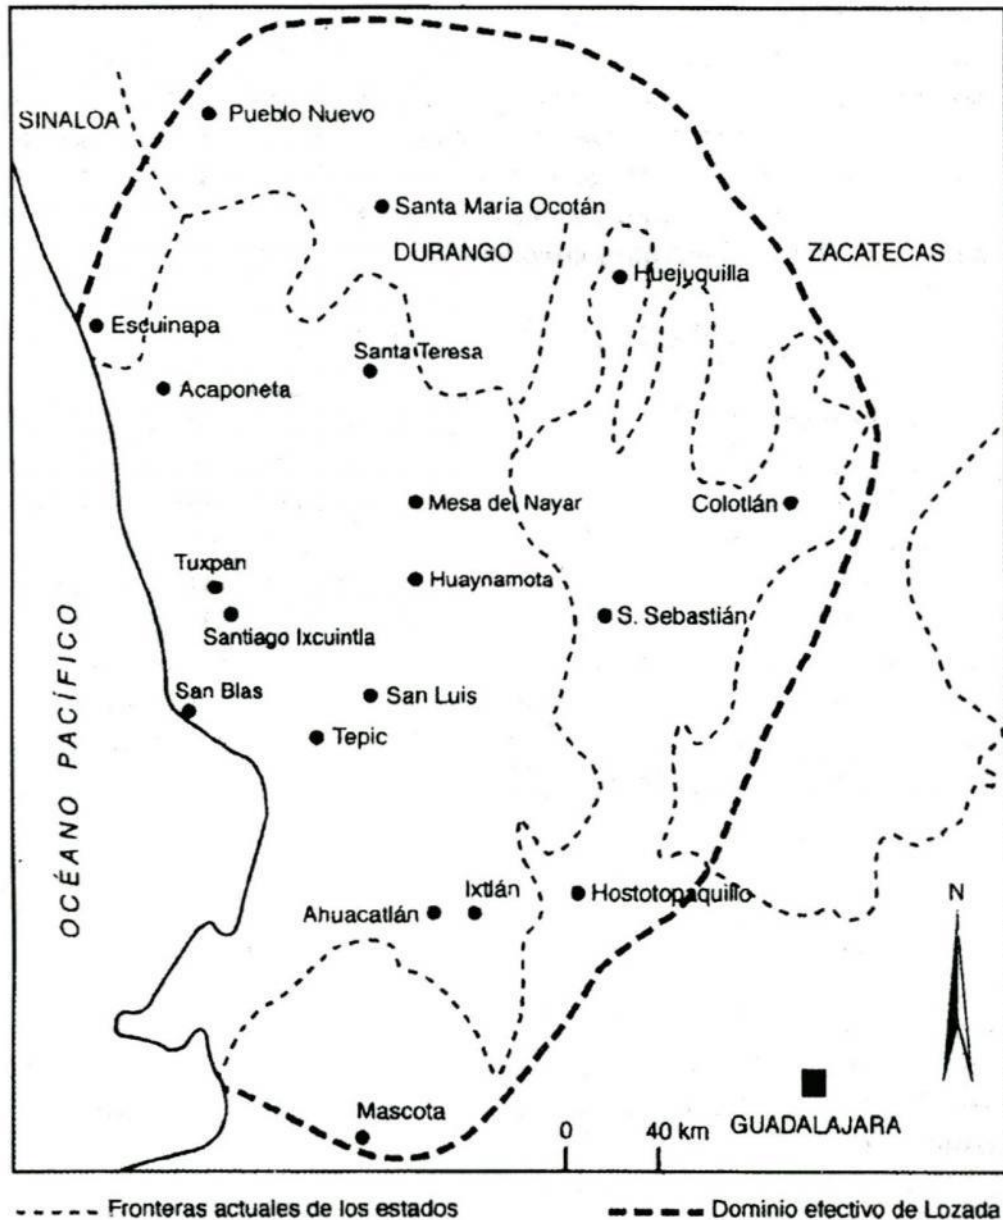 SINALOA
Pueblo Nuevo
Santa María Ocotán
DURANGO
ZACATECAS
Huejuquilla
Escuinapa
Santa Teresa
Acaponeta
Mesa del Nayar
Colotlán
Tuxpan
Huaynamota
Santiago Ixcuintla
S. Sebastián
San Blas
San Luis
Tepic
OCÉANO PACÍFICO
Ixtlán
Hostotopaquillo
Ahuacatlán
N
Mascota
0 40 km
GUADALAJARA
Fronteras actuales de los estados
Dominio efectivo de Lozada